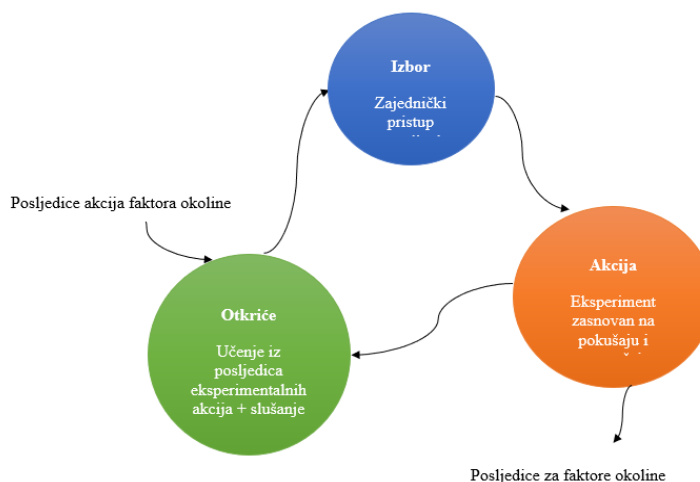 Izbor
Zajednički
pristup
Posljedice akcija faktora okoline
Akcija
Eksperiment
zasnovan na
pokušaju i
Otkriće
Učenje iz
posljedica
eksperimentalnih
akcija + slušanje
Posljedice za faktore okoline